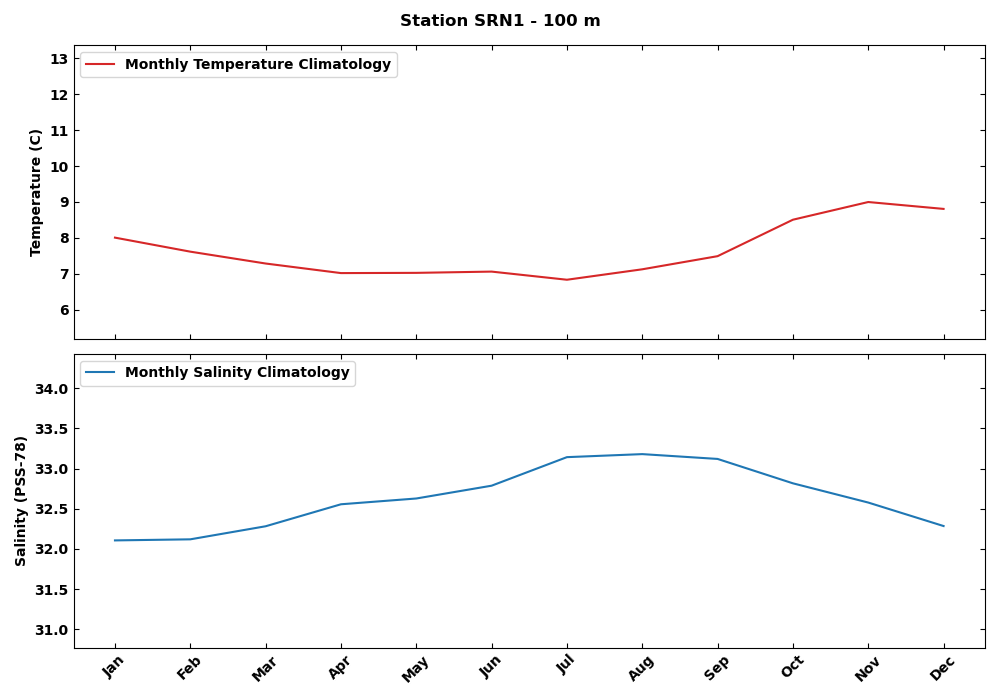 Station SRN1 - 100 m
Monthly Temperature Climatology
13
12
11
10
9
8
7
6
Temperature (C)
Monthly Salinity Climatology
34.0
33.5
33.0
32.5
32.0
31.5
31.0
Salinity (PSS-78)
Jan Feb Mar Apr May Jun Jul Aug Sep Oct Nov Dec